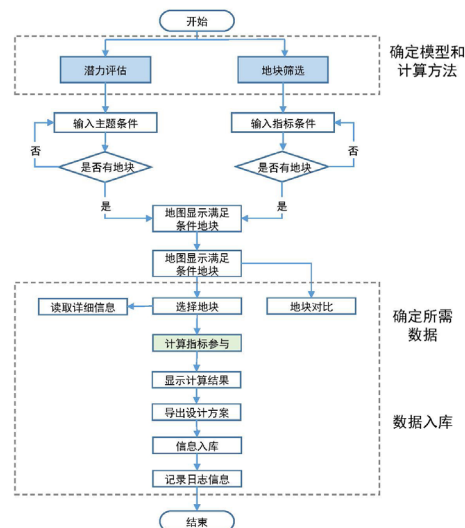 开始
确定模型和
计算方法
潜力评估
地块筛选
输入主题条件
输入指标条件
否
否
是否有地块
是否有地块
是
是
地图显示满足
条件地块
地图显示满足
条件地块
读取详细信息
选择地块
地块对比
确定所需
数据
计算指标参与
显示计算结果
导出设计方案
数据入库
信息入库
记录日志信息
结束